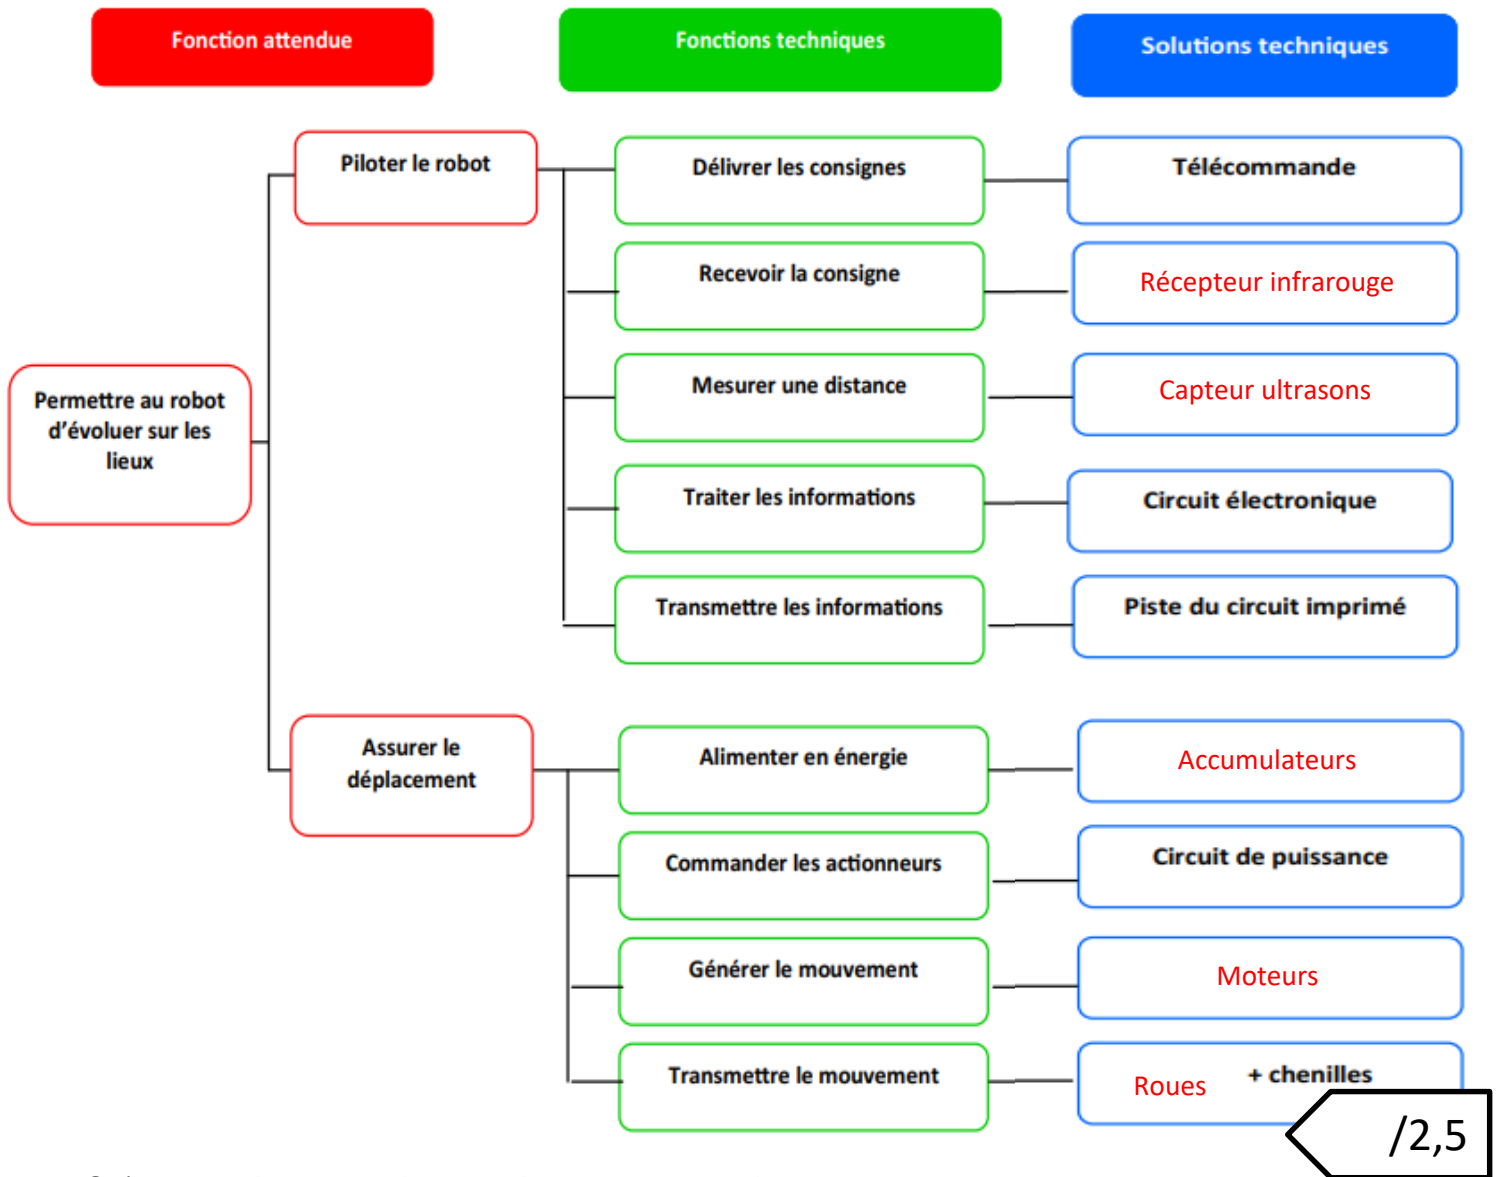 Fonction attendue
Fonctions techniques
Solutions techniques
Piloter le robot
Délivrer les consignes
Télécommande
Recevoir la consigne
Récepteur infrarouge
Mesurer une distance
Capteur ultrasons
Permettre au robot
d'évoluer sur les
lieux
Traiter les informations
Circuit électronique
Transmettre les informations
Piste du circuit imprimé
Assurer le
déplacement
Alimenter en énergie
Accumulateurs
Commander les actionneurs
Circuit de puissance
Générer le mouvement
Moteurs
Transmettre le mouvement
Roues + chenilles
/2,5